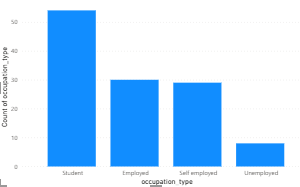 Count of occupation_type
50
40
30
20
10
0
Student Employed Self employed Unemployed
occupation_type